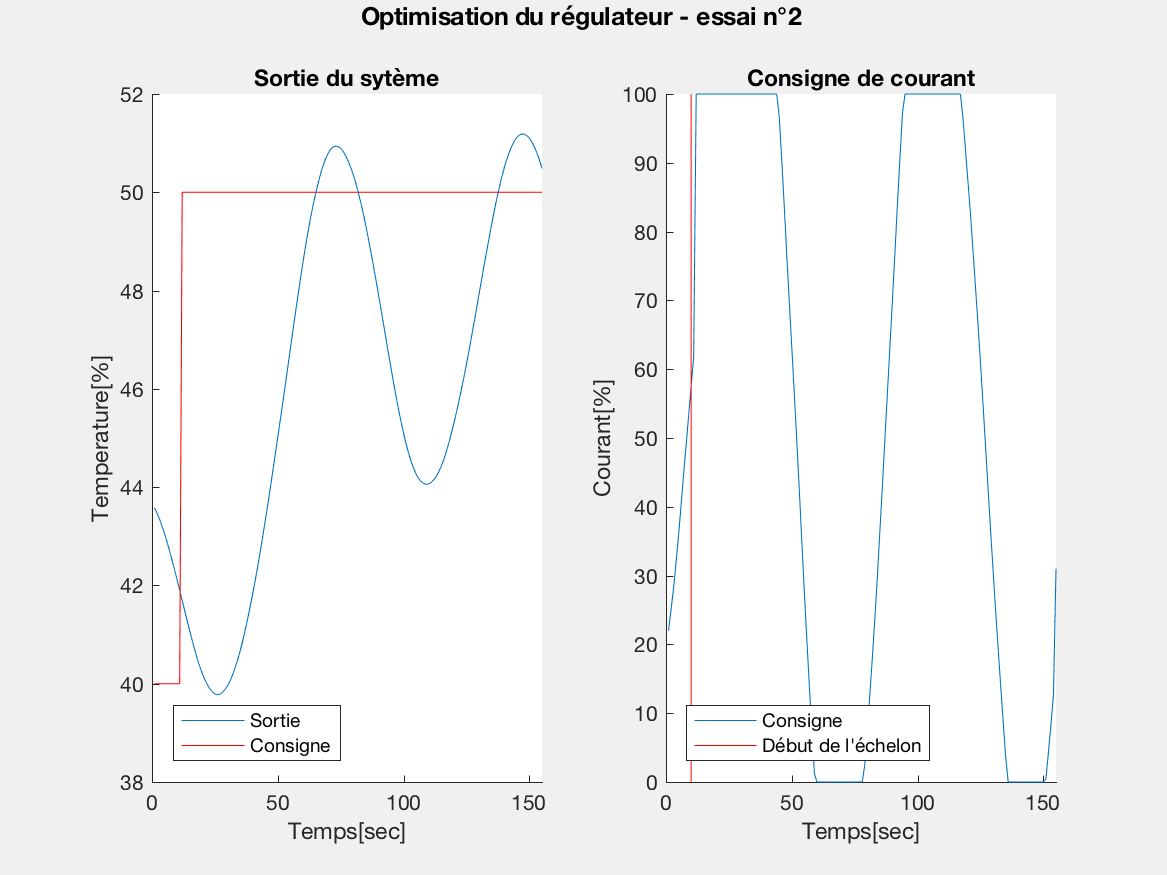 Optimisation du régulateur - essai n°2
Sortie du sytème
52
50
48
46
44
42
40
38
Temperature[%]
Sortie
Consigne
0
50
100
150
Temps[sec]
Consigne de courant
100
90
80
70
60
50
40
30
20
10
0
Courant[%]
Consigne
Début de l'échelon
0
50
100
150
Temps[sec]